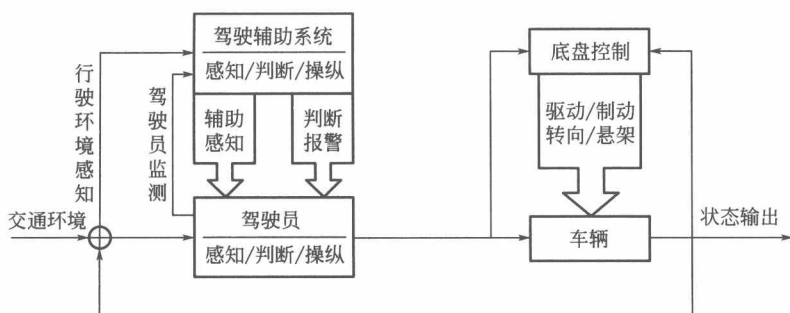 驾驶辅助系统
感知/判断/操纵
行驶环境感知
驾驶员监测
辅助
感知
判断
报警
底盘控制
驱动/制动
转向/悬架
交通环境
驾驶员
感知/判断/操纵
车辆
状态输出